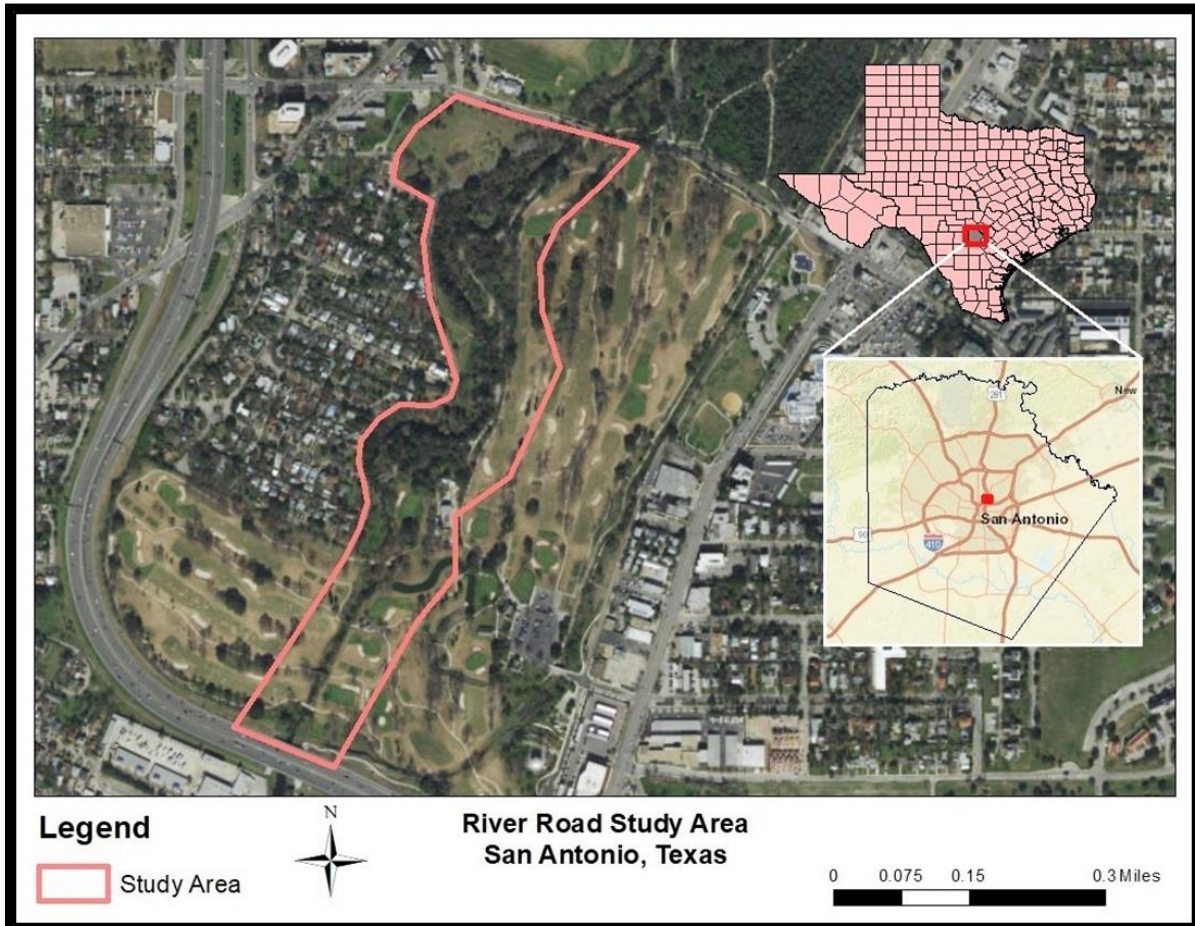 281
New
San Antonio
90
410
Legend
Study Area
N
River Road Study Area
San Antonio, Texas
0 0.075 0.15 0.3 Miles